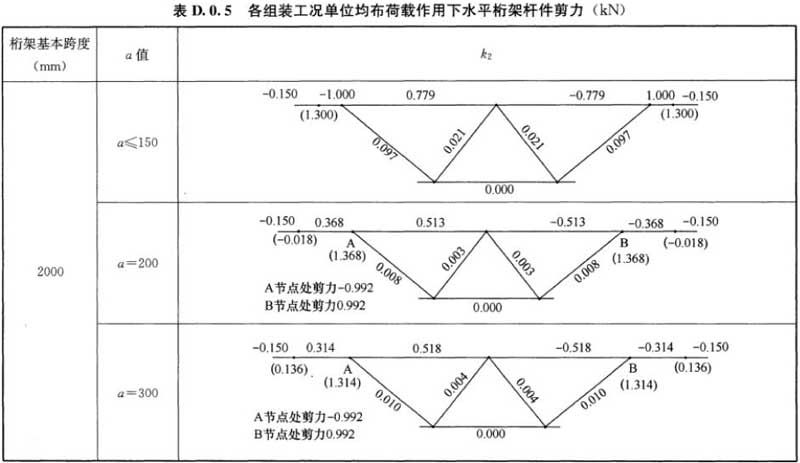 表 D.0.5 各组装工况单位均布荷载作用下水平桁架杆件剪力（kN）
桁架基本跨度
（mm）
a 值
k₂
2000
a≤150
-0.150 -1.000 0.779 -0.779 1.000 -0.150
(1.300) (1.300)
0.097 0.021 0.021 0.097
0.000
a=200
-0.150 0.368 0.513 -0.513 -0.368 -0.150
(-0.018) A B (-0.018)
(1.368) (1.368)
0.008 0.003 0.003 0.008
A节点处剪力-0.992
B节点处剪力0.992
0.000
a=300
-0.150 0.314 0.518 -0.518 -0.314 -0.150
(0.136) A B (0.136)
(1.314) (1.314)
0.010 0.004 0.004 0.010
A节点处剪力-0.992
B节点处剪力0.992
0.000